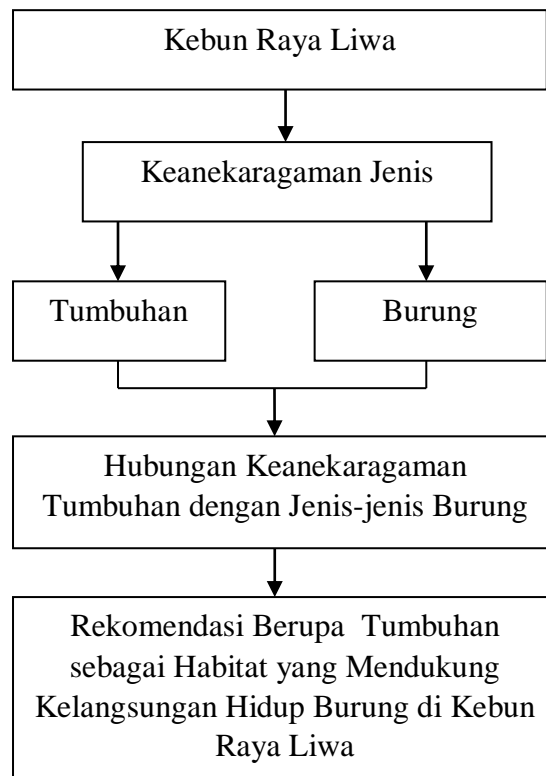 Kebun Raya Liwa
Keanekaragaman Jenis
Tumbuhan
Burung
Hubungan Keanekaragaman
Tumbuhan dengan Jenis-jenis Burung
Rekomendasi Berupa  Tumbuhan
sebagai Habitat yang Mendukung
Kelangsungan Hidup Burung di Kebun
Raya Liwa